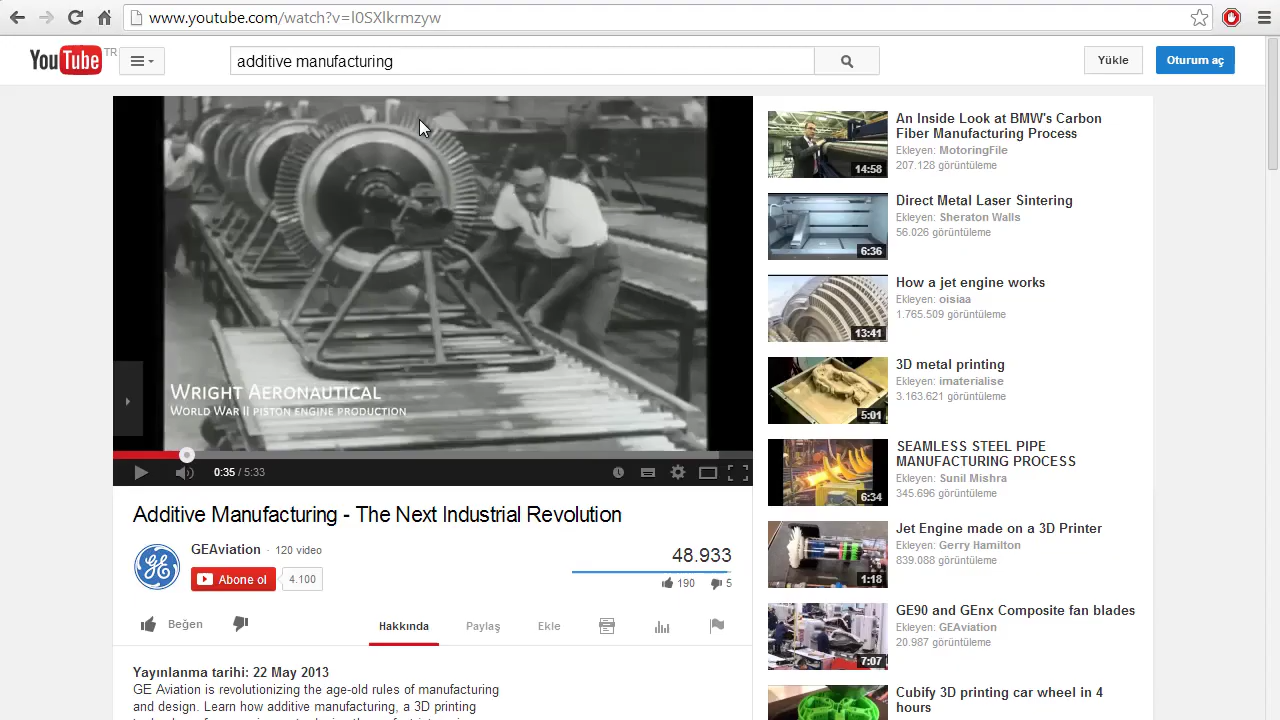 www.youtube.com/watch?v=l0SXlkrmzyw
YouTube TR
additive manufacturing
Yükle
Oturum aç
WRIGHT AERONAUTICAL
WORLD WAR II PISTON ENGINE PRODUCTION
0:35 / 5:33
Additive Manufacturing - The Next Industrial Revolution
GEAviation · 120 video
Abone ol 4.100
48.933
190 5
Beğen
Hakkında Paylaş Ekle
Yayınlanma tarihi: 22 May 2013
GE Aviation is revolutionizing the age-old rules of manufacturing
and design. Learn how additive manufacturing, a 3D printing
An Inside Look at BMW's Carbon
Fiber Manufacturing Process
Ekleyen: MotoringFile
207.128 görüntüleme
14:58
Direct Metal Laser Sintering
Ekleyen: Sheraton Walls
56.026 görüntüleme
6:36
How a jet engine works
Ekleyen: oisiaa
1.765.509 görüntüleme
13:41
3D metal printing
Ekleyen: imaterialise
3.163.621 görüntüleme
5:01
SEAMLESS STEEL PIPE
MANUFACTURING PROCESS
Ekleyen: Sunil Mishra
345.696 görüntüleme
6:34
Jet Engine made on a 3D Printer
Ekleyen: Gerry Hamilton
839.088 görüntüleme
1:18
GE90 and GEnx Composite fan blades
Ekleyen: GEAviation
20.987 görüntüleme
7:07
Cubify 3D printing car wheel in 4
hours